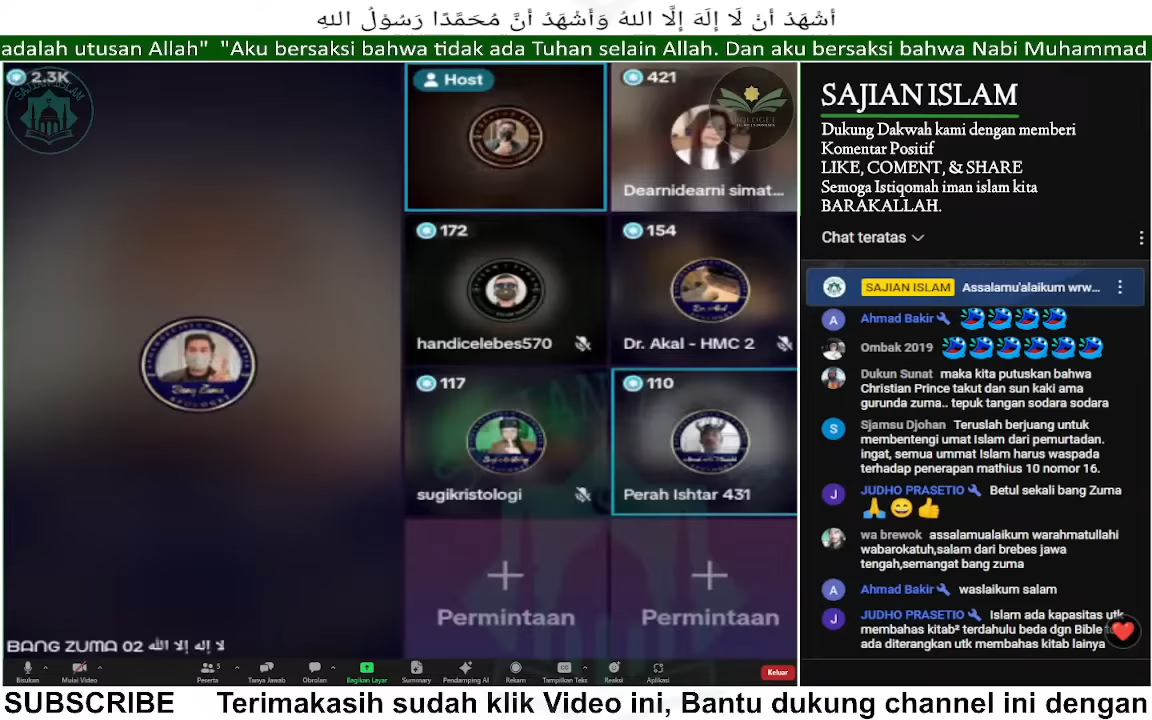 أشْهَدُ أنْ لَا إلَهَ إلَّا اللهُ وَأشْهَدُ أنَّ مُحَمَّدًا رَسُوْلُ اللهِ
adalah utusan Allah" "Aku bersaksi bahwa tidak ada Tuhan selain Allah. Dan aku bersaksi bahwa Nabi Muhammad
2.3K
SAJIAN ISLAM
Host
421
Dearnidearni simat...
172
handicelebes570
154
Dr. Akal - HMC 2
117
sugikristologi
110
Perah Ishtar 431
Permintaan
Permintaan
Bang Zuma
BANG ZUMA 02 لا إله إلا الله
SAJIAN ISLAM
Dukung Dakwah kami dengan memberi
Komentar Positif
LIKE, COMENT, & SHARE
Semoga Istiqomah iman islam kita
BARAKALLAH.
Chat teratas
SAJIAN ISLAM Assalamu'alaikum wrw...
Ahmad Bakir
Ombak 2019
Dukun Sunat maka kita putuskan bahwa
Christian Prince takut dan sun kaki ama
gurunda zuma.. tepuk tangan sodara sodara
Sjamsu Djohan Teruslah berjuang untuk
membentengi umat Islam dari pemurtadan.
ingat, semua ummat Islam harus waspada
terhadap penerapan mathius 10 nomor 16.
JUDHO PRASETIO Betul sekali bang Zuma
🙏😄👍
wa brewok assalamualaikum warahmatullahi
wabarokatuh,salam dari brebes jawa
tengah,semangat bang zuma
Ahmad Bakir waslaikum salam
JUDHO PRASETIO Islam ada kapasitas utk
membahas kitab² terdahulu beda dgn Bible
ada diterangkan utk membahas kitab lainya
Bisukan
Mulai Video
5
Peserta
Tanya Jawab
Obrolan
Bagikan Layar
Summary
Pendamping AI
Rekam
Tampilkan Teks
Reaksi
Aplikasi
Keluar
SUBSCRIBE Terimakasih sudah klik Video ini, Bantu dukung channel ini dengan